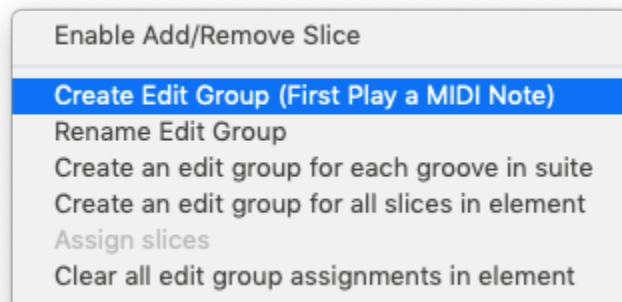 Enable Add/Remove Slice
Create Edit Group (First Play a MIDI Note)
Rename Edit Group
Create an edit group for each groove in suite
Create an edit group for all slices in element
Assign slices
Clear all edit group assignments in element